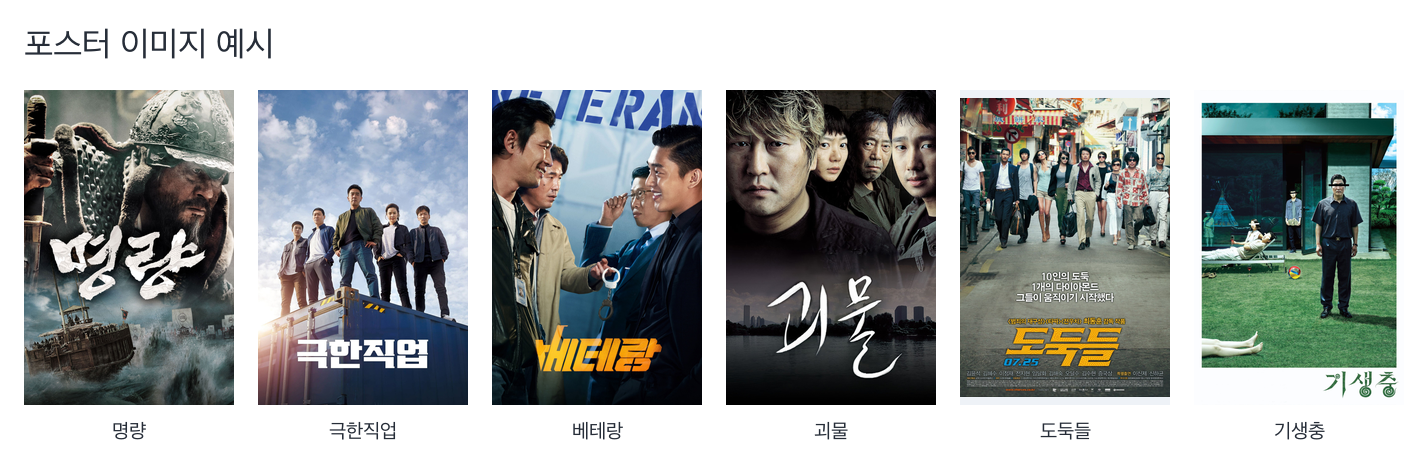 포스터 이미지 예시
명량
극한직업
VETERAN
베테랑
괴물
10인의 도둑
1개의 다이아몬드
그들이 움직이기 시작했다
도둑들
07.25
기생충
명량
극한직업
베테랑
괴물
도둑들
기생충